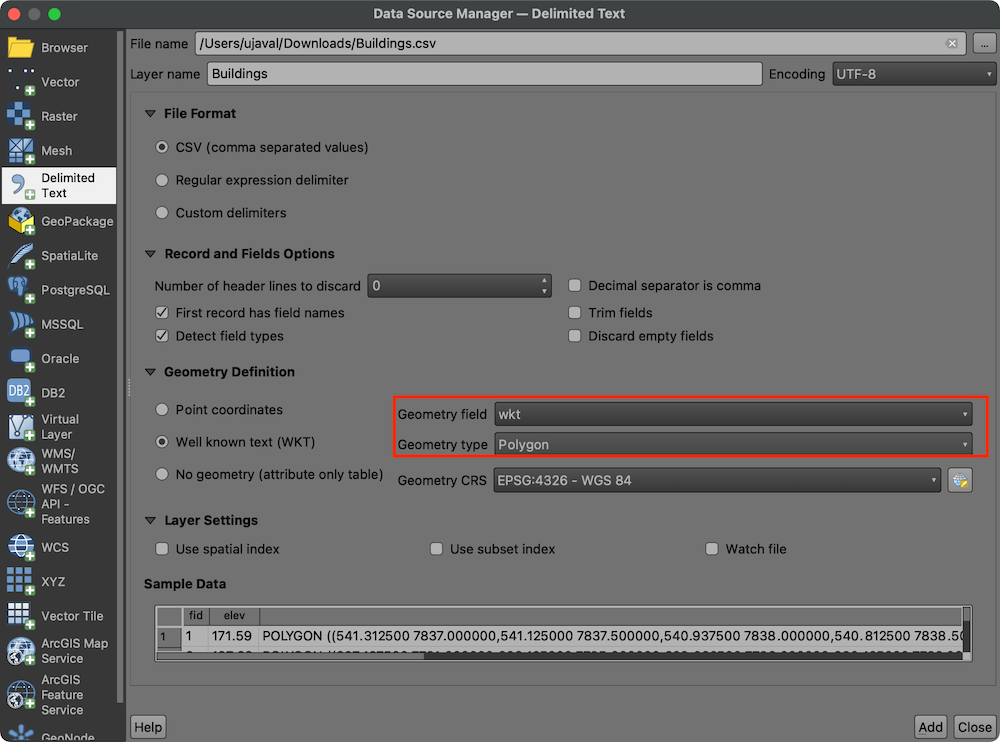 Data Source Manager — Delimited Text
Browser
Vector
Raster
Mesh
Delimited
Text
GeoPackage
SpatiaLite
PostgreSQL
MSSQL
Oracle
DB2
DB2
Virtual
Layer
WMS/
WMTS
WFS / OGC
API -
Features
WCS
XYZ
Vector Tile
ArcGIS Map
Service
ArcGIS
Feature
Service
GeoNode
File name /Users/ujaval/Downloads/Buildings.csv ...
Layer name Buildings Encoding UTF-8
File Format
CSV (comma separated values)
Regular expression delimiter
Custom delimiters
Record and Fields Options
Number of header lines to discard 0 Decimal separator is comma
First record has field names Trim fields
Detect field types Discard empty fields
Geometry Definition
Point coordinates Geometry field wkt
Well known text (WKT) Geometry type Polygon
No geometry (attribute only table) Geometry CRS EPSG:4326 - WGS 84
Layer Settings
Use spatial index Use subset index Watch file
Sample Data
fid elev
1 1 171.59 POLYGON ((541.312500 7837.000000,541.125000 7837.500000,540.937500 7838.000000,540.812500 7838.50
Help Add Close